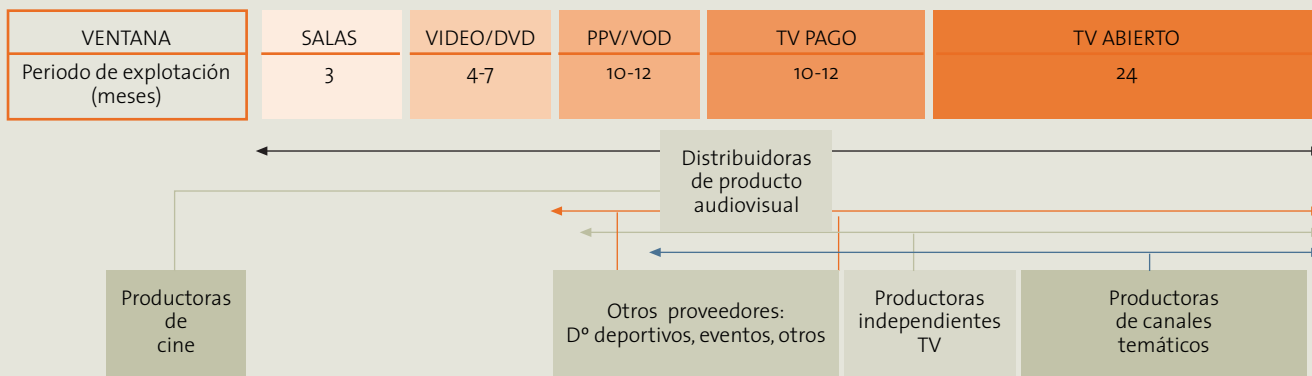 VENTANA
SALAS
VIDEO/DVD
PPV/VOD
TV PAGO
TV ABIERTO
Periodo de explotación
(meses)
3
4-7
10-12
10-12
24
Distribuidoras
de producto
audiovisual
Productoras
de
cine
Otros proveedores:
Dº deportivos, eventos, otros
Productoras
independientes
TV
Productoras
de canales
temáticos